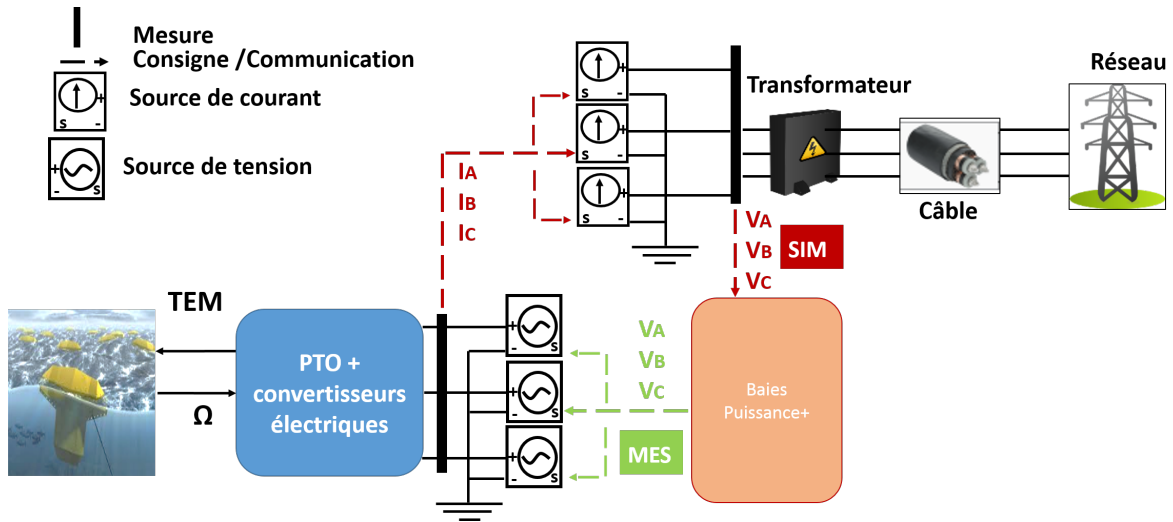 Mesure
Consigne /Communication
Source de courant
Source de tension
+
S -
+
-
S
+
S -
+
S -
+
S -
Transformateur
Câble
Réseau
IA
IB
IC
VA
VB
VC
SIM
TEM
Ω
PTO +
convertisseurs
électriques
+
-
S
+
-
S
+
-
S
VA
VB
VC
MES
Baies
Puissance+